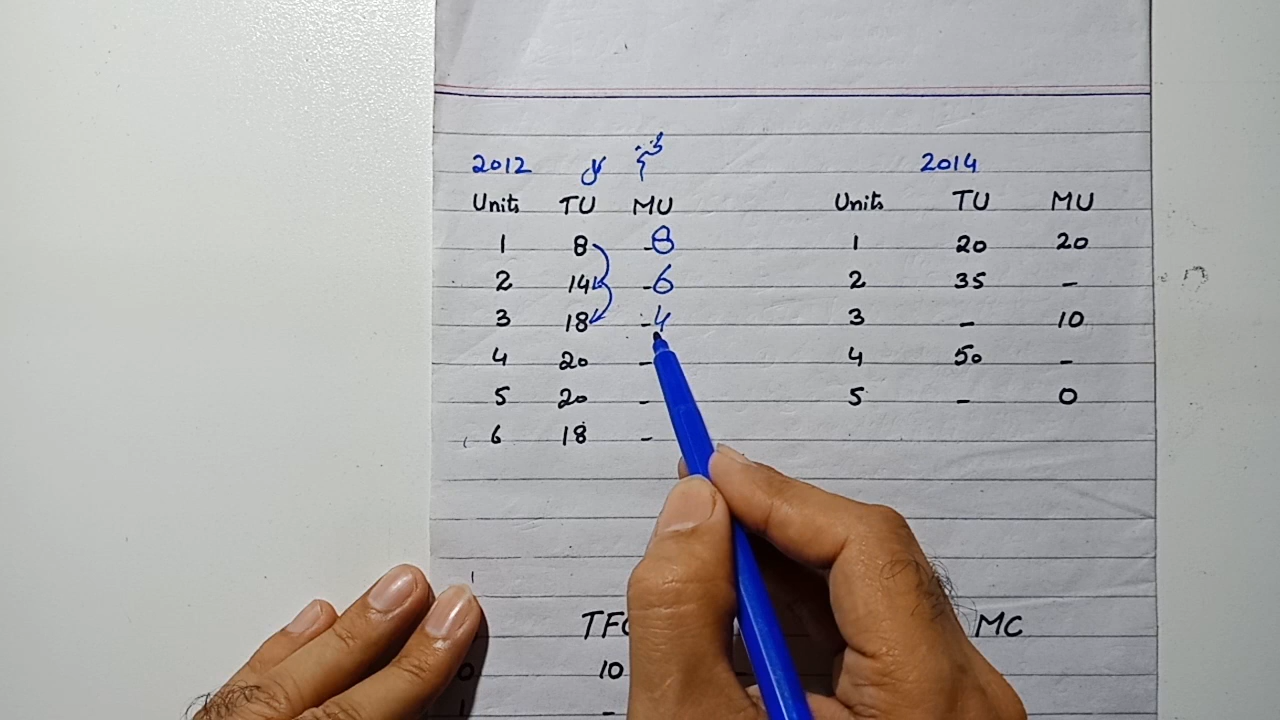 2012 2014
Units TU MU Units TU MU
1 8 8 1 20 20
2 14 6 2 35 -
3 18 4 3 - 10
4 20 - 4 50 -
5 20 - 5 - 0
6 18 -
MC
10